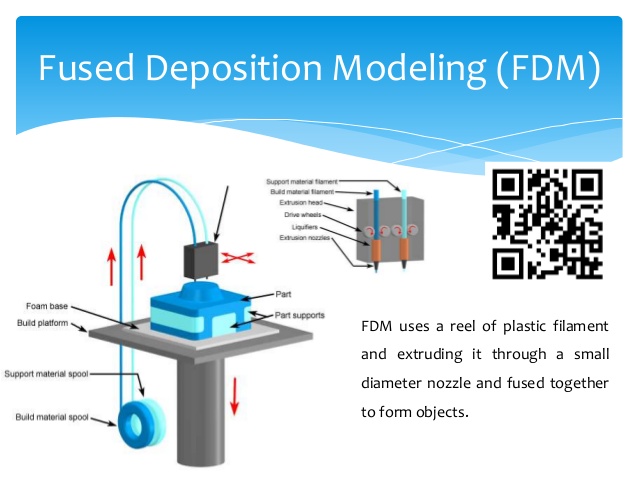 Fused Deposition Modeling (FDM)
Support material filament
Build material filament
Extrusion head
Drive wheels
Liquifiers
Extrusion nozzles
Part
Foam base
Part supports
Build platform
Support material spool
Build material spool
FDM uses a reel of plastic filament
and extruding it through a small
diameter nozzle and fused together
to form objects.